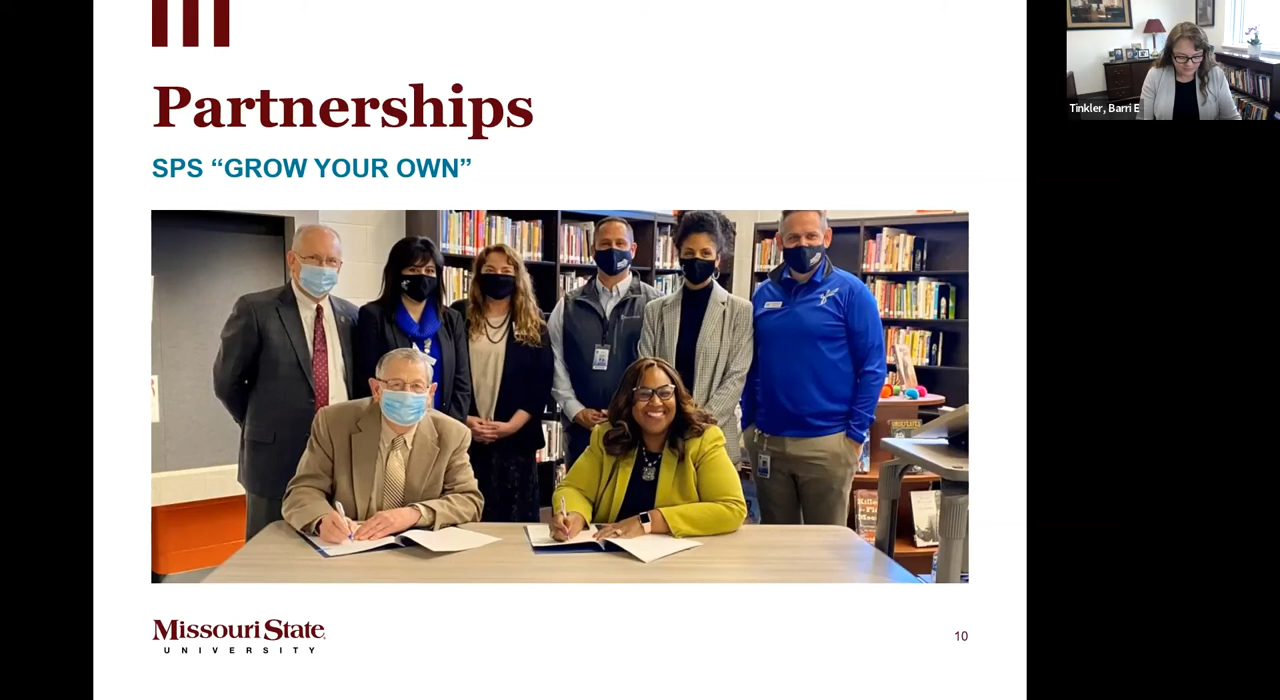 Partnerships
SPS “GROW YOUR OWN”
Tinkler, Barri E
Missouri State
UNIVERSITY
10